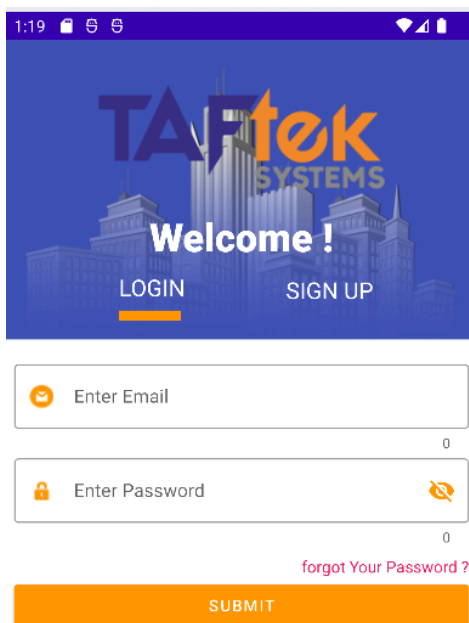 1:19
TAFtek
SYSTEMS
Welcome !
LOGIN
SIGN UP
Enter Email
0
Enter Password
0
forgot Your Password ?
SUBMIT